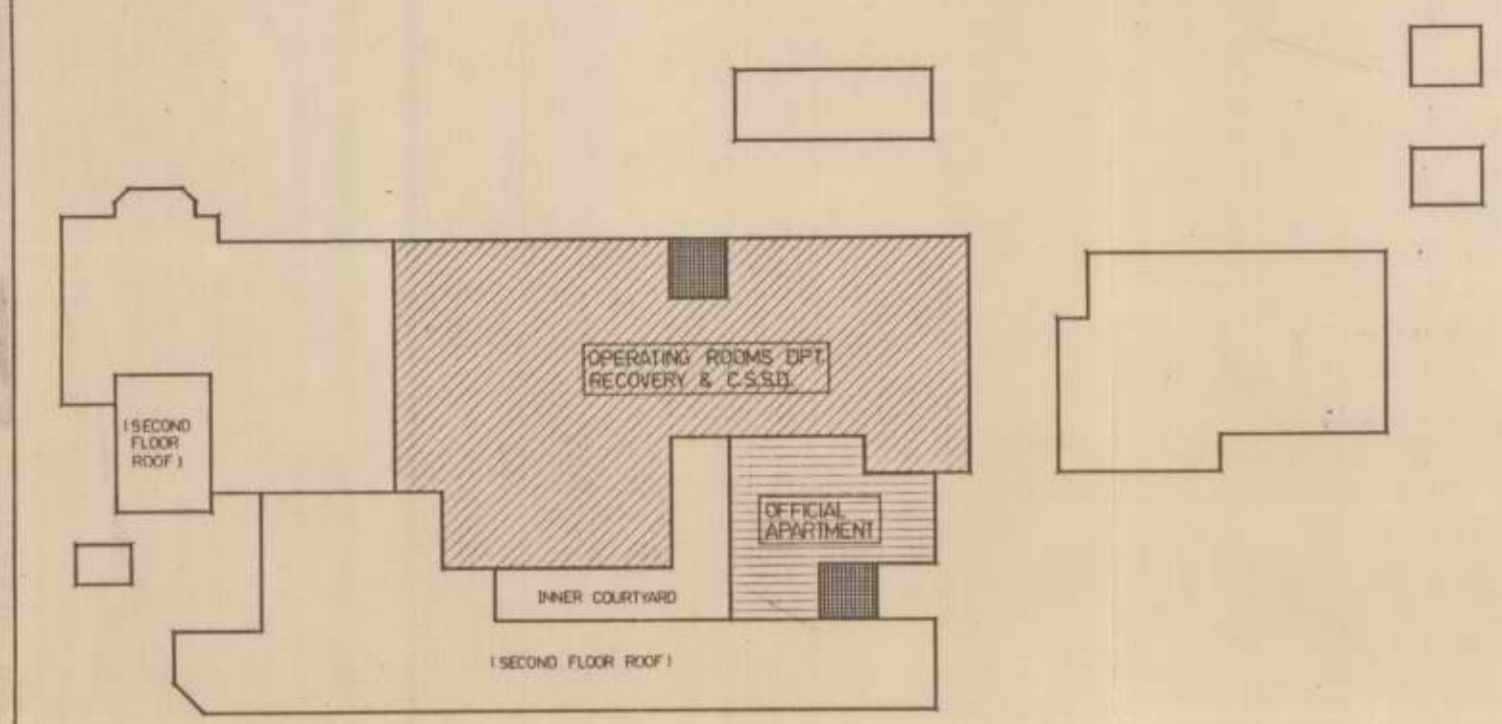 OPERATING ROOMS DPT.
RECOVERY & C.S.S.D.
(SECOND
FLOOR
ROOF)
OFFICIAL
APARTMENT
INNER COURTYARD
(SECOND FLOOR ROOF)